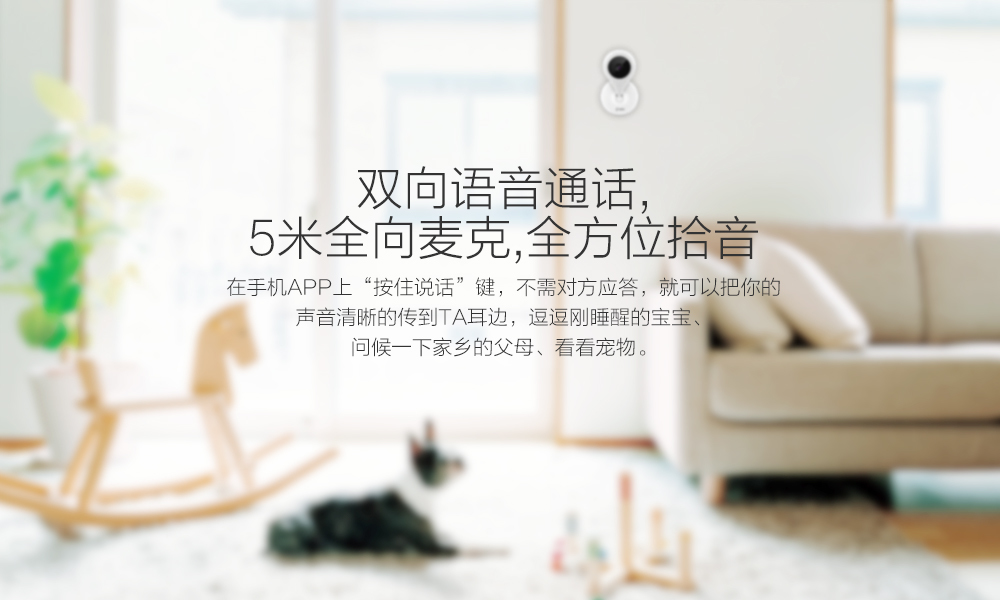 双向语音通话,
5米全向麦克,全方位拾音
在手机APP上“按住说话”键，不需对方应答，就可以把你的
声音清晰的传到TA耳边，逗逗刚睡醒的宝宝、
问候一下家乡的父母、看看宠物。